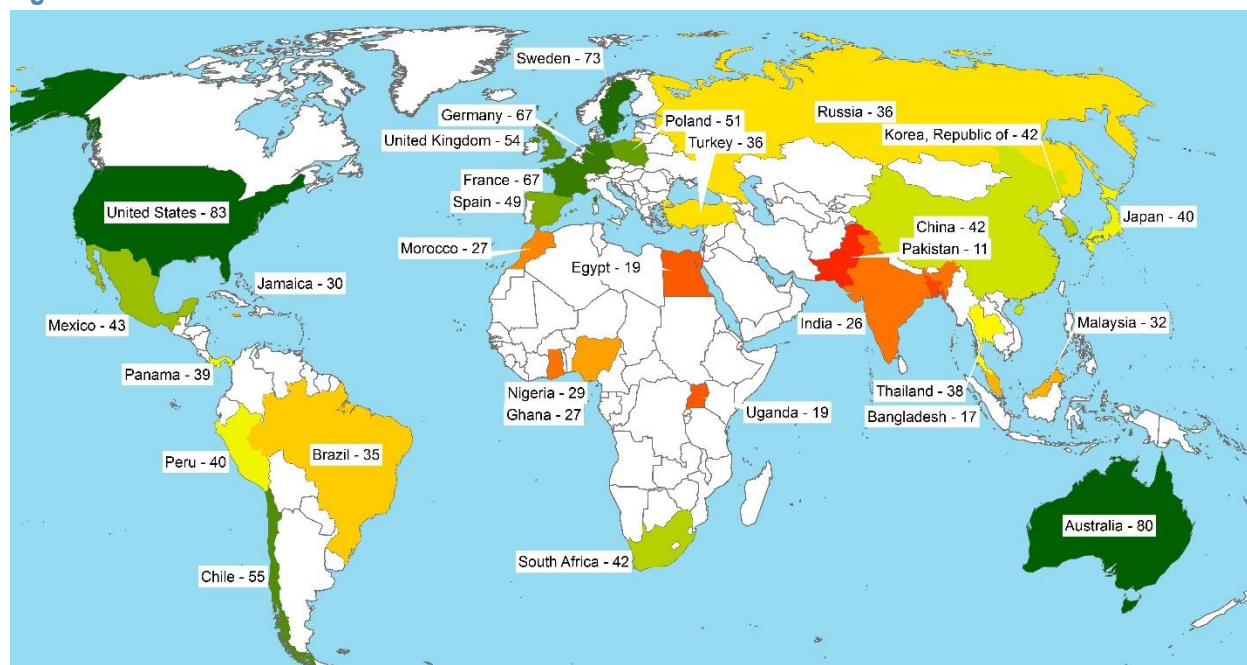 Sweden - 73
Germany - 67
Poland - 51
Russia - 36
United Kingdom - 54
Turkey - 36
Korea, Republic of - 42
France - 67
United States - 83
Spain - 49
Japan - 40
China - 42
Morocco - 27
Pakistan - 11
Egypt - 19
Jamaica - 30
Mexico - 43
India - 26
Malaysia - 32
Panama - 39
Nigeria - 29
Thailand - 38
Ghana - 27
Uganda - 19
Bangladesh - 17
Brazil - 35
Peru - 40
Australia - 80
South Africa - 42
Chile - 55